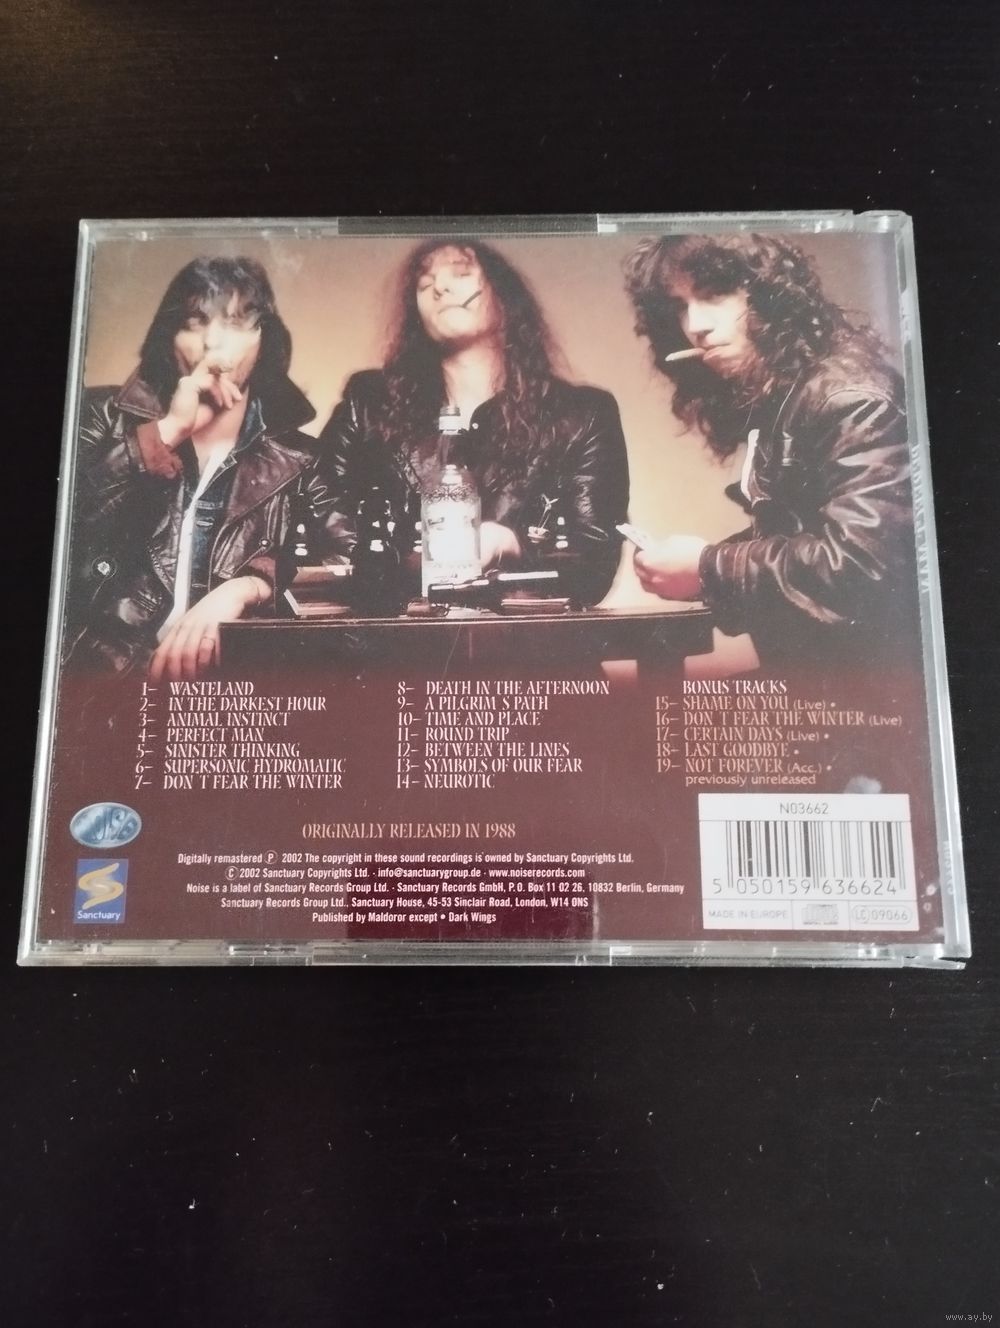 1- WASTELAND
2- IN THE DARKEST HOUR
3- ANIMAL INSTINCT
4- PERFECT MAN
5- SINISTER THINKING
6- SUPERSONIC HYDROMATIC
7- DON´T FEAR THE WINTER
8- DEATH IN THE AFTERNOON
9- A PILGRIM´S PATH
10- TIME AND PLACE
11- ROUND TRIP
12- BETWEEN THE LINES
13- SYMBOLS OF OUR FEAR
14- NEUROTIC
BONUS TRACKS
15- SHAME ON YOU (Live) •
16- DON´T FEAR THE WINTER (Live)
17- CERTAIN DAYS (Live) •
18- LAST GOODBYE •
19- NOT FOREVER (Acc.) •
previously unreleased
ORIGINALLY RELEASED IN 1988
Digitally remastered Ⓟ 2002 The copyright in these sound recordings is owned by Sanctuary Copyrights Ltd.
© 2002 Sanctuary Copyrights Ltd. · info@sanctuarygroup.de · www.noiserecords.com
Noise is a label of Sanctuary Records Group Ltd. · Sanctuary Records GmbH, P.O. Box 11 02 26, 10832 Berlin, Germany
Sanctuary Records Group Ltd., Sanctuary House, 45-53 Sinclair Road, London, W14 0NS
Published by Maldoror except • Dark Wings
NOISE
Sanctuary
N03662
5 050159 636624
MADE IN EUROPE
LC 09066
www.ay.by